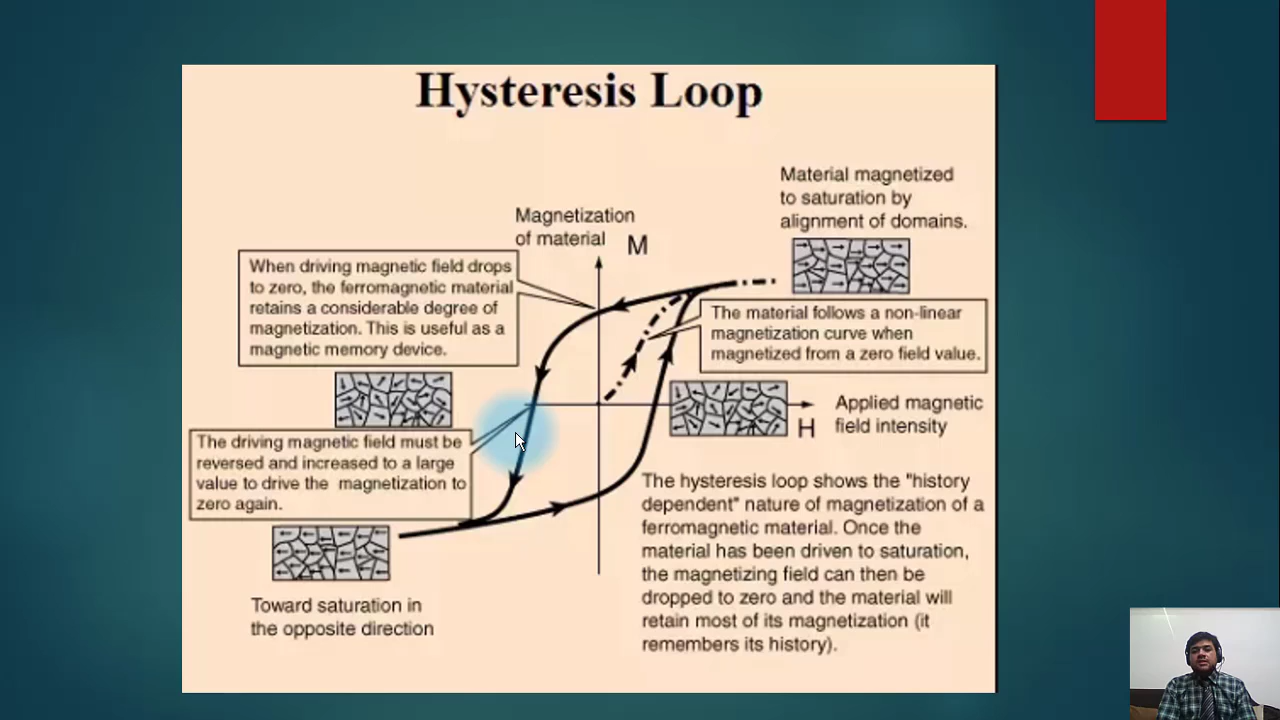 Hysteresis Loop
Material magnetized
to saturation by
alignment of domains.
Magnetization
of material M
When driving magnetic field drops
to zero, the ferromagnetic material
retains a considerable degree of
magnetization. This is useful as a
magnetic memory device.
The material follows a non-linear
magnetization curve when
magnetized from a zero field value.
H
Applied magnetic
field intensity
The driving magnetic field must be
reversed and increased to a large
value to drive the magnetization to
zero again.
The hysteresis loop shows the "history
dependent" nature of magnetization of a
ferromagnetic material. Once the
material has been driven to saturation,
the magnetizing field can then be
dropped to zero and the material will
retain most of its magnetization (it
remembers its history).
Toward saturation in
the opposite direction